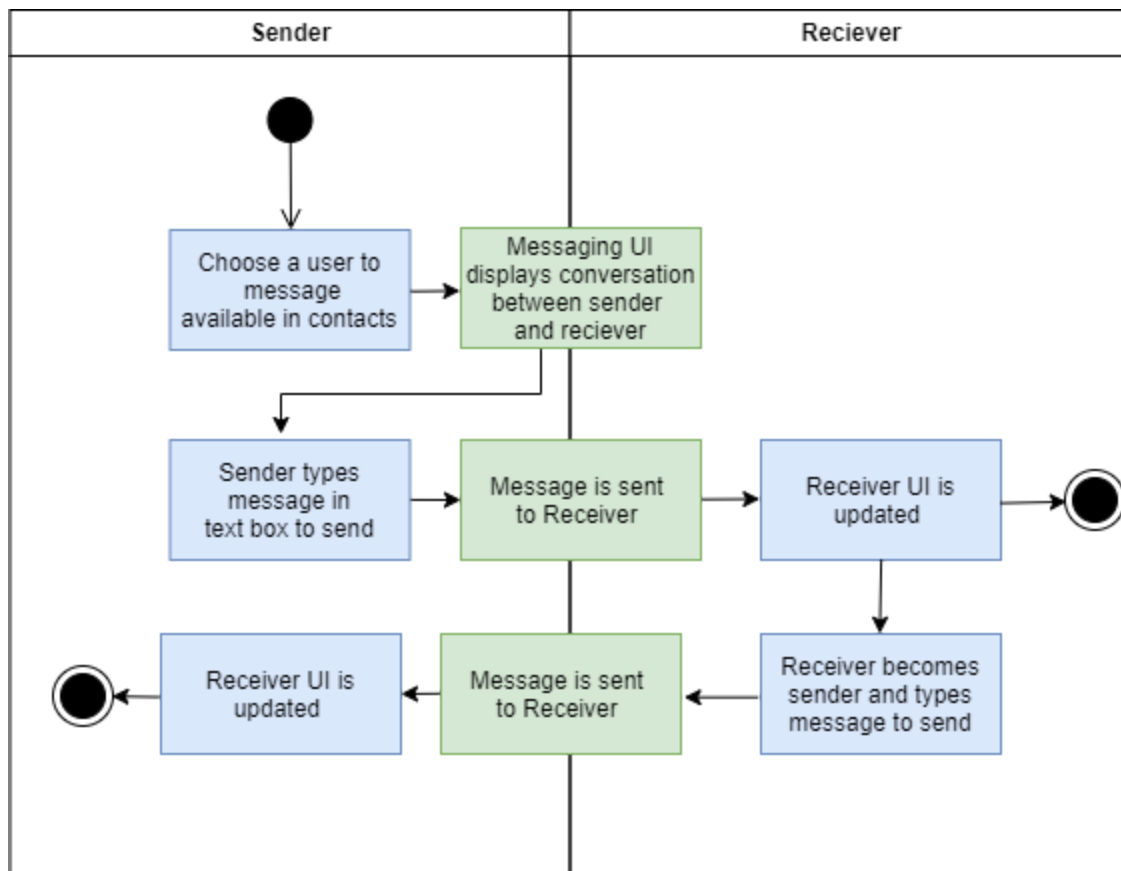 Sender
Reciever
Choose a user to
message
available in contacts
Messaging UI
displays conversation
between sender
and reciever
Sender types
message in
text box to send
Message is sent
to Receiver
Receiver UI is
updated
Receiver UI is
updated
Message is sent
to Receiver
Receiver becomes
sender and types
message to send